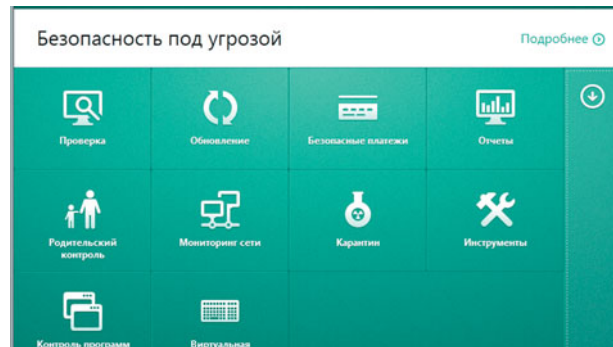 Безопасность под угрозой
Подробнее
Проверка
Обновление
Безопасные платежи
Отчеты
Родительский
контроль
Мониторинг сети
Карантин
Инструменты
Контроль программ
Виртуальная